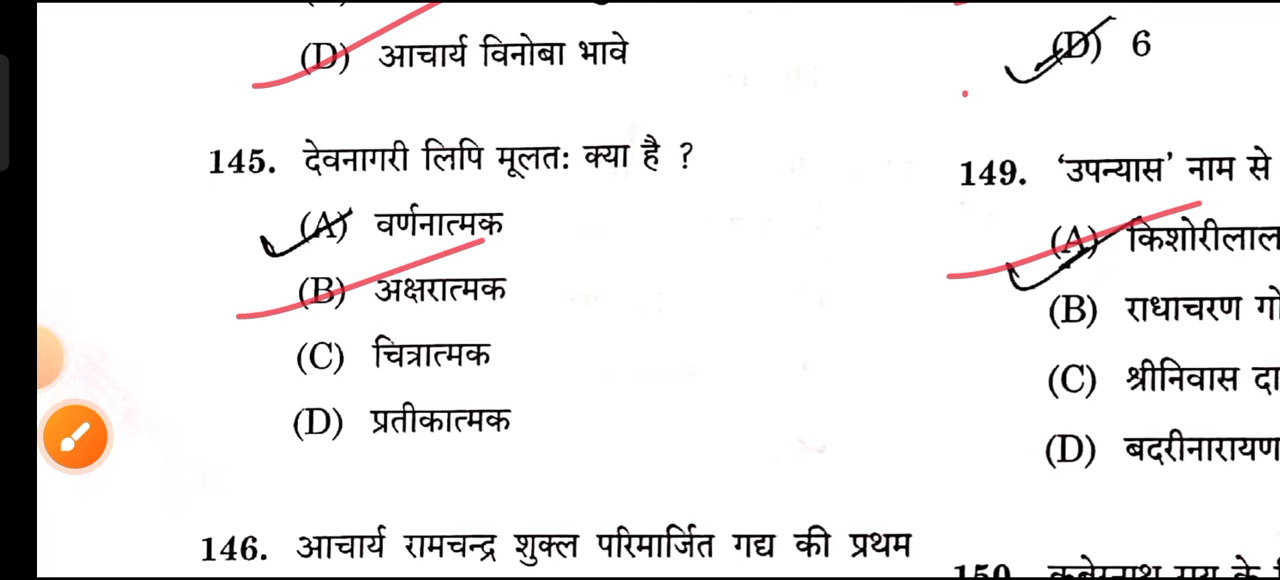 (D) आचार्य विनोबा भावे
145. देवनागरी लिपि मूलतः क्या है ?
(A) वर्णनात्मक
(B) अक्षरात्मक
(C) चित्रात्मक
(D) प्रतीकात्मक
146. आचार्य रामचन्द्र शुक्ल परिमार्जित गद्य की प्रथम
(D) 6
149. ‘उपन्यास’ नाम से
(A) किशोरीलाल
(B) राधाचरण
(C) श्रीनिवास
(D) बदरीनारायण
150.